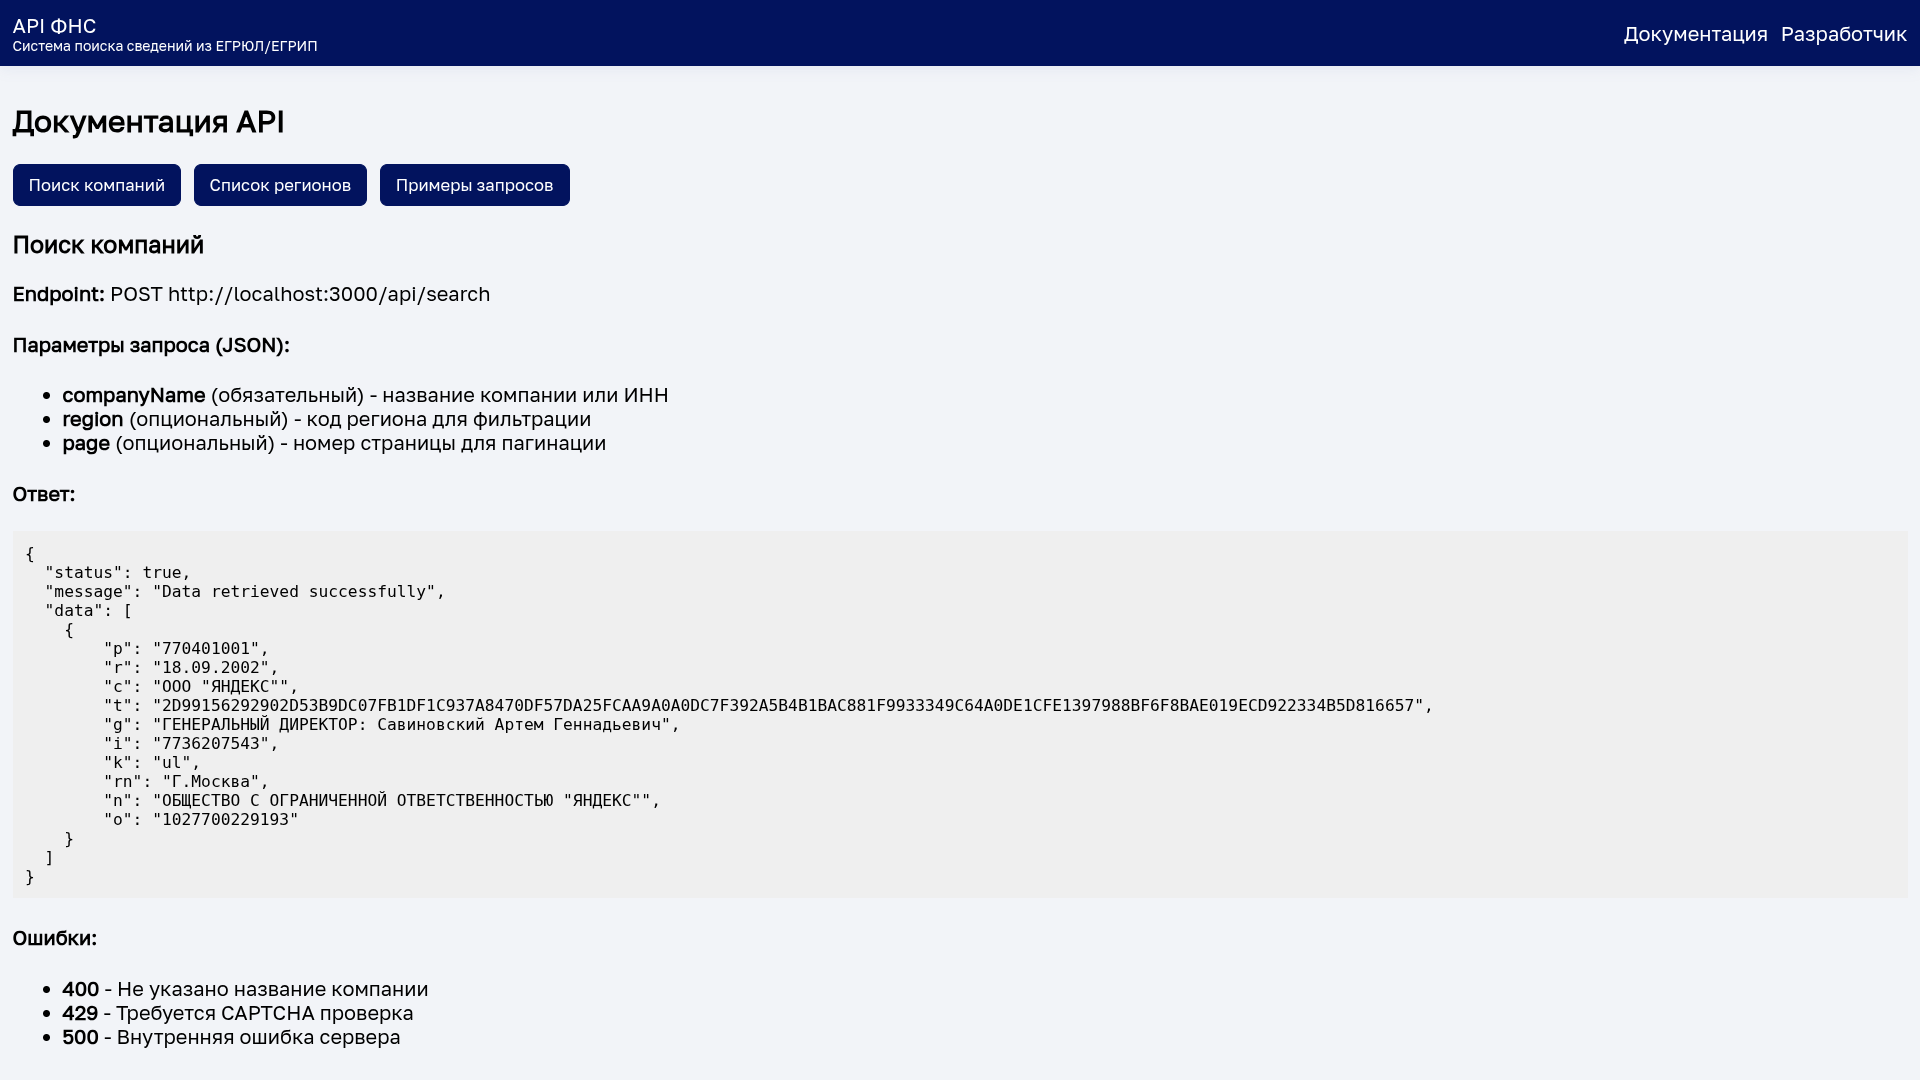 API ФНС
Система поиска сведений из ЕГРЮЛ/ЕГРИП
Документация Разработчик
Документация API
Поиск компаний
Список регионов
Примеры запросов
Поиск компаний
Endpoint: POST http://localhost:3000/api/search
Параметры запроса (JSON):
companyName (обязательный) - название компании или ИНН
region (опциональный) - код региона для фильтрации
page (опциональный) - номер страницы для пагинации
Ответ:
{
  "status": true,
  "message": "Data retrieved successfully",
  "data": [
    {
        "p": "770401001",
        "r": "18.09.2002",
        "c": "ООО "ЯНДЕКС"",
        "t": "2D99156292902D53B9DC07FB1DF1C937A8470DF57DA25FCAA9A0A0DC7F392A5B4B1BAC881F9933349C64A0DE1CFE1397988BF6F8BAE019ECD922334B5D816657",
        "g": "ГЕНЕРАЛЬНЫЙ ДИРЕКТОР: Савиновский Артем Геннадьевич",
        "i": "7736207543",
        "k": "ul",
        "rn": "Г.Москва",
        "n": "ОБЩЕСТВО С ОГРАНИЧЕННОЙ ОТВЕТСТВЕННОСТЬЮ "ЯНДЕКС"",
        "o": "1027700229193"
    }
  ]
}
Ошибки:
400 - Не указано название компании
429 - Требуется CAPTCHA проверка
500 - Внутренняя ошибка сервера